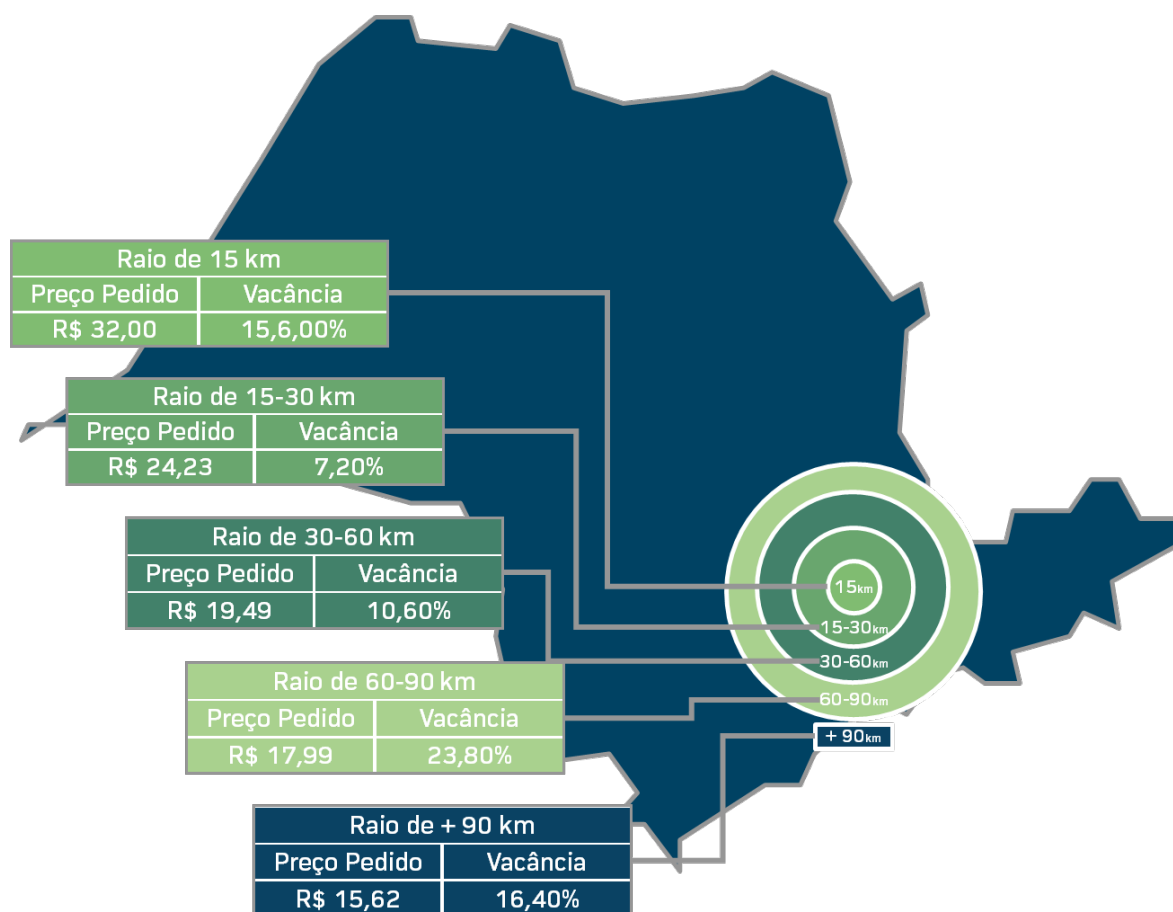 Raio de 15 km
Preço Pedido Vacância
R$ 32,00 15,6,00%
Raio de 15-30 km
Preço Pedido Vacância
R$ 24,23 7,20%
Raio de 30-60 km
Preço Pedido Vacância
R$ 19,49 10,60%
Raio de 60-90 km
Preço Pedido Vacância
R$ 17,99 23,80%
Raio de + 90 km
Preço Pedido Vacância
R$ 15,62 16,40%
15km
15-30km
30-60km
60-90km
+ 90km